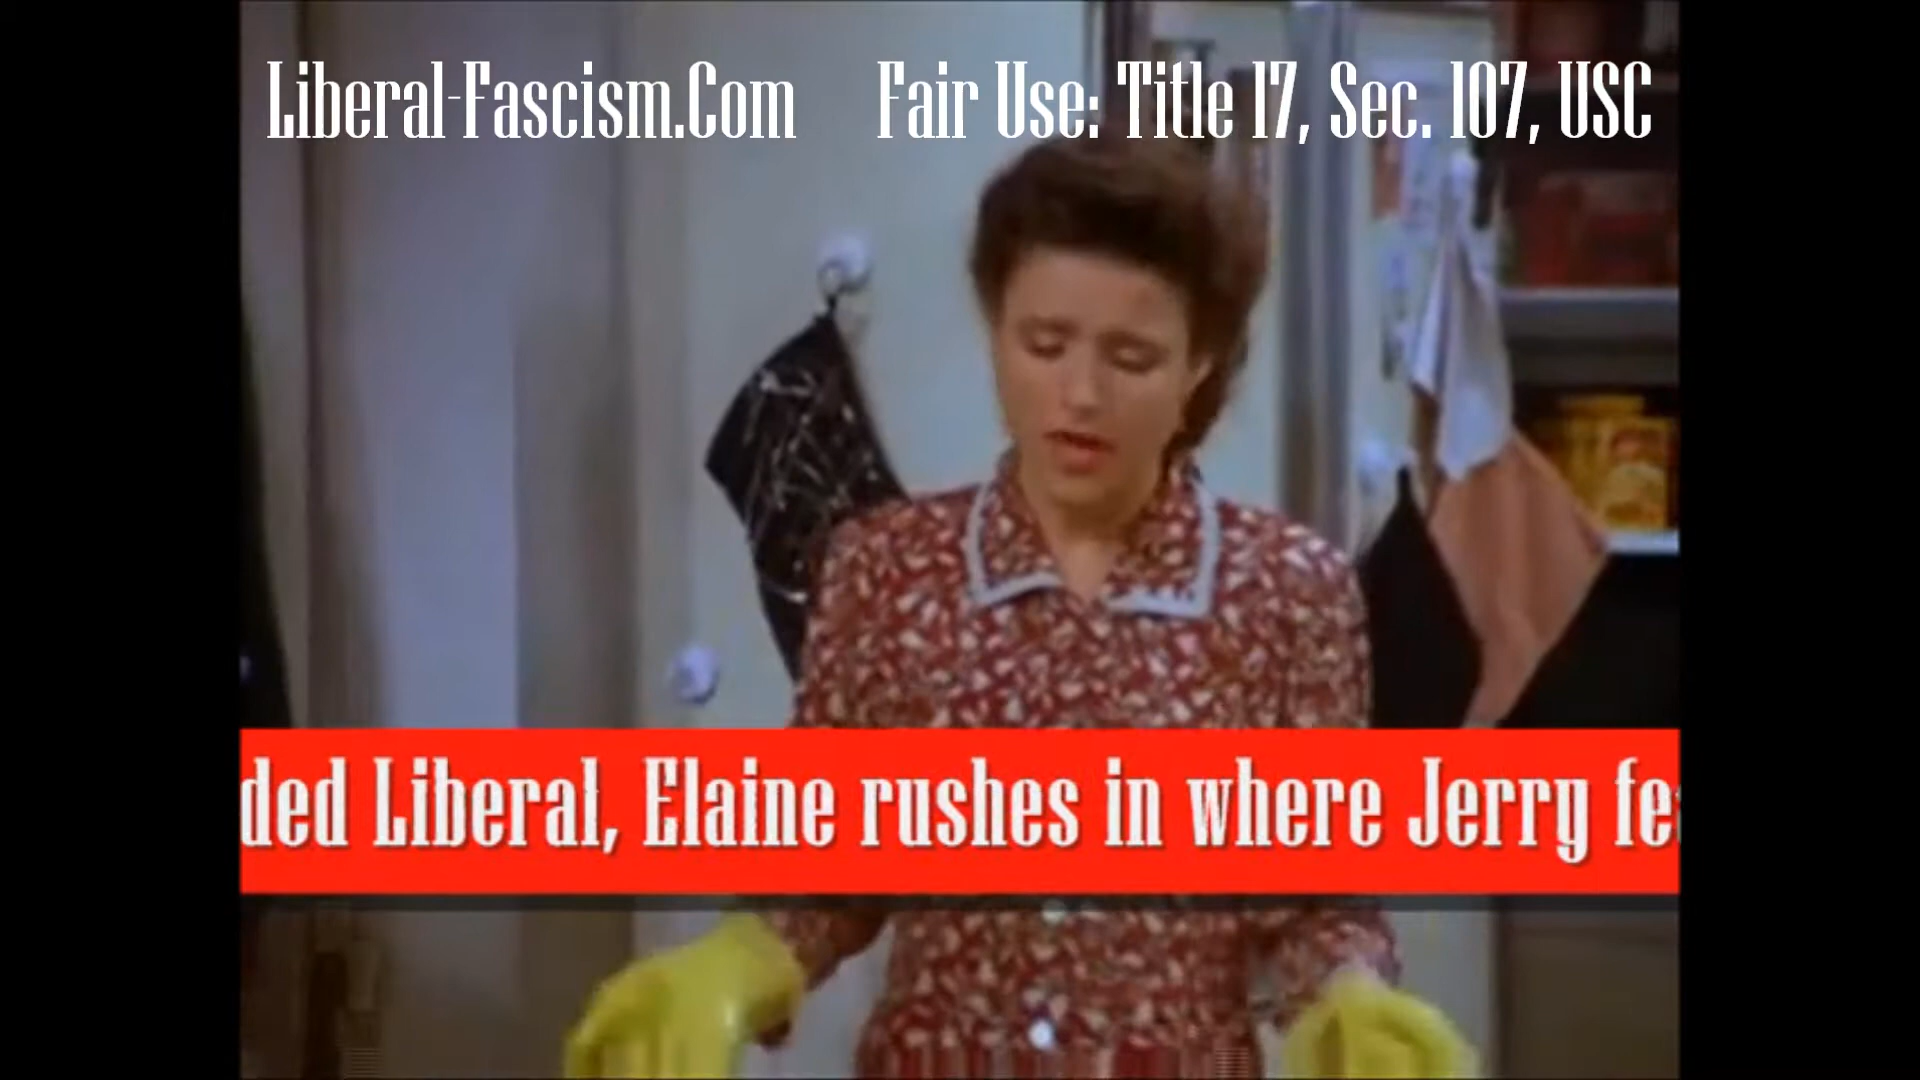 Liberal-Fascism.Com Fair Use: Title 17, Sec. 107, USC
ded Liberal, Elaine rushes in where Jerry fe